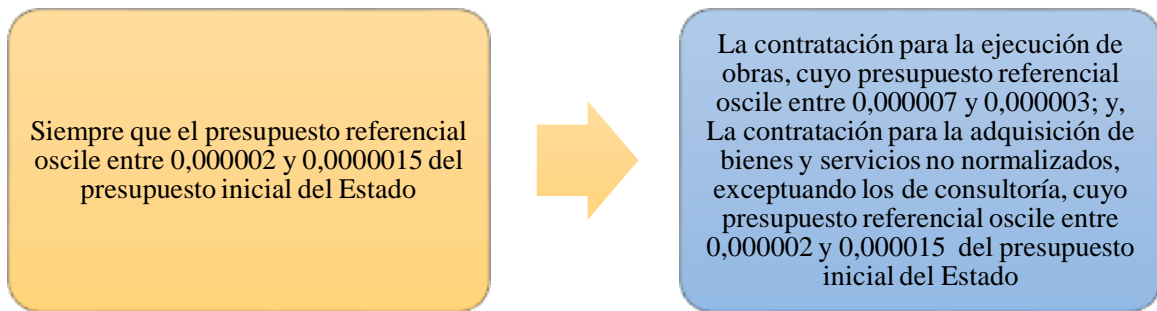 Siempre que el presupuesto referencial
oscile entre 0,000002 y 0,0000015 del
presupuesto inicial del Estado
La contratación para la ejecución de
obras, cuyo presupuesto referencial
oscile entre 0,000007 y 0,000003; y,
La contratación para la adquisición de
bienes y servicios no normalizados,
exceptuando los de consultoría, cuyo
presupuesto referencial oscile entre
0,000002 y 0,000015 del presupuesto
inicial del Estado